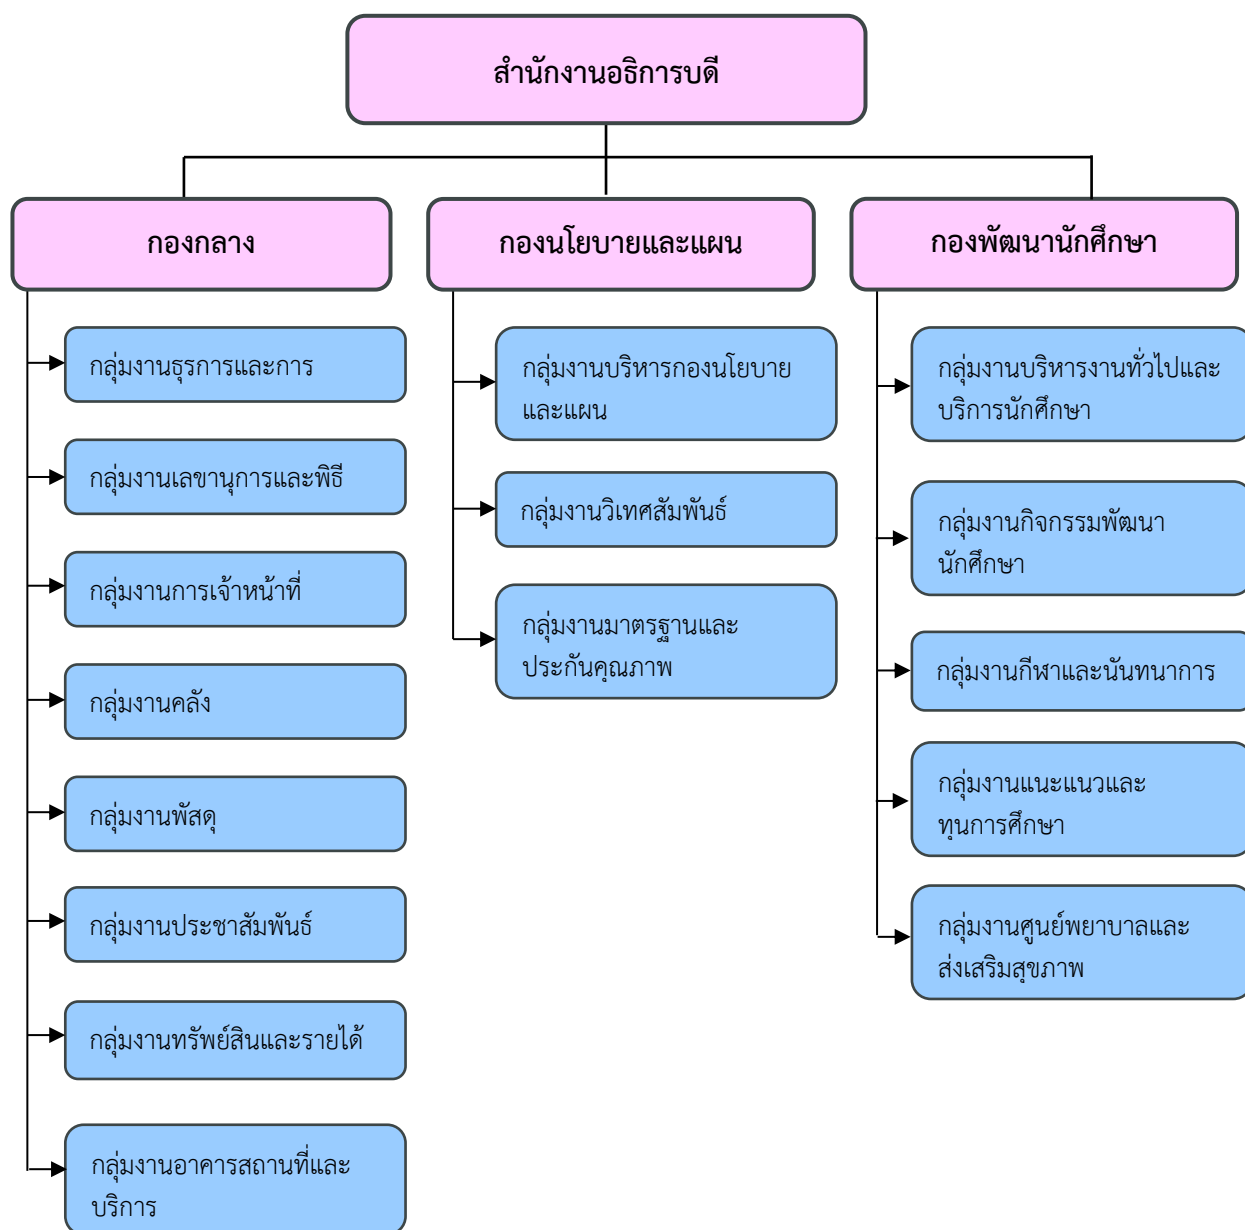 สำนักงานอธิการบดี
กองกลาง
กลุ่มงานธุรการและการ
กลุ่มงานเลขานุการและพิธี
กลุ่มงานการเจ้าหน้าที่
กลุ่มงานคลัง
กลุ่มงานพัสดุ
กลุ่มงานประชาสัมพันธ์
กลุ่มงานทรัพย์สินและรายได้
กลุ่มงานอาคารสถานที่และ
บริการ
กองนโยบายและแผน
กลุ่มงานบริหารกองนโยบาย
และแผน
กลุ่มงานวิเทศสัมพันธ์
กลุ่มงานมาตรฐานและ
ประกันคุณภาพ
กองพัฒนานักศึกษา
กลุ่มงานบริหารงานทั่วไปและ
บริการนักศึกษา
กลุ่มงานกิจกรรมพัฒนา
นักศึกษา
กลุ่มงานกีฬาและนันทนาการ
กลุ่มงานแนะแนวและ
ทุนการศึกษา
กลุ่มงานศูนย์พยาบาลและ
ส่งเสริมสุขภาพ